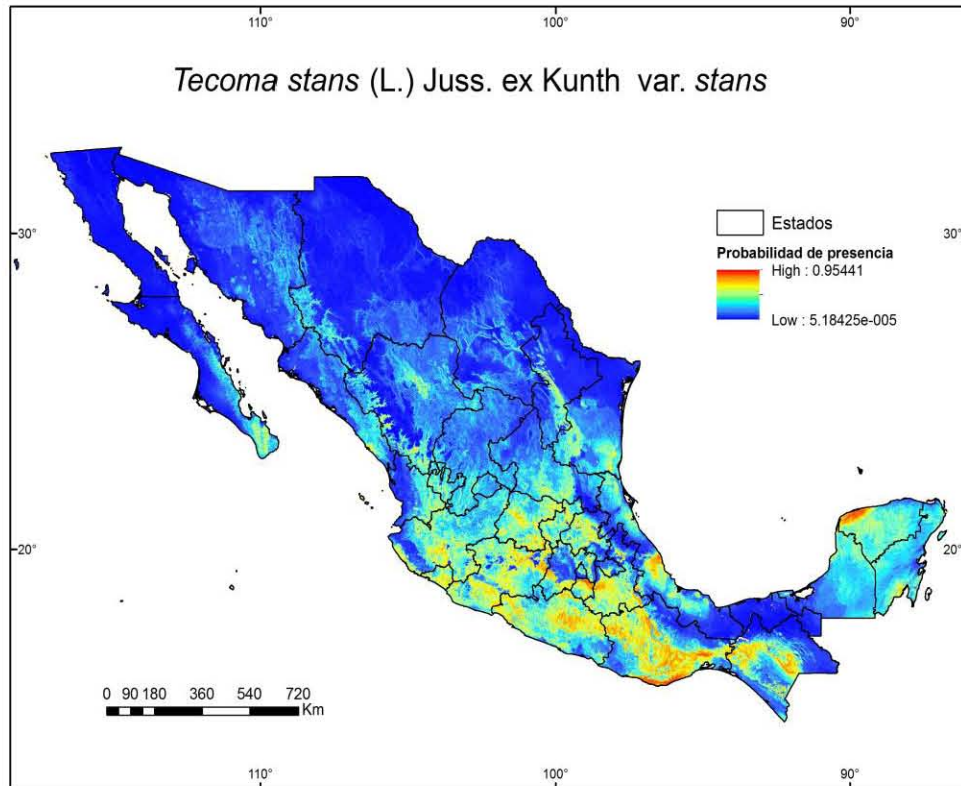 110° 100° 90°
Tecoma stans (L.) Juss. ex Kunth var. stans
30° 30°
Estados
Probabilidad de presencia
High : 0.95441
Low : 5.18425e-005
20° 20°
0 90 180 360 540 720
Km
110° 100° 90°